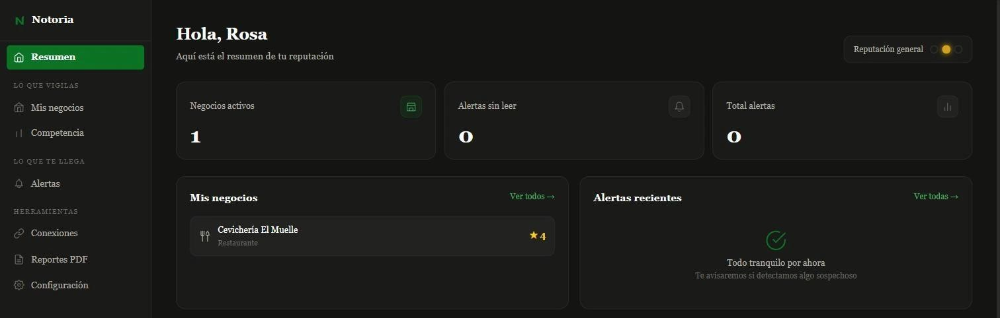 Notoria
Resumen
LO QUE VIGILAS
Mis negocios
Competencia
LO QUE TE LLEGA
Alertas
HERRAMIENTAS
Conexiones
Reportes PDF
Configuración
Hola, Rosa
Aquí está el resumen de tu reputación
Reputación general
Negocios activos
1
Alertas sin leer
0
Total alertas
0
Mis negocios
Ver todos →
Cevichería El Muelle
Restaurante
★ 4
Alertas recientes
Ver todas →
Todo tranquilo por ahora
Te avisaremos si detectamos algo sospechoso